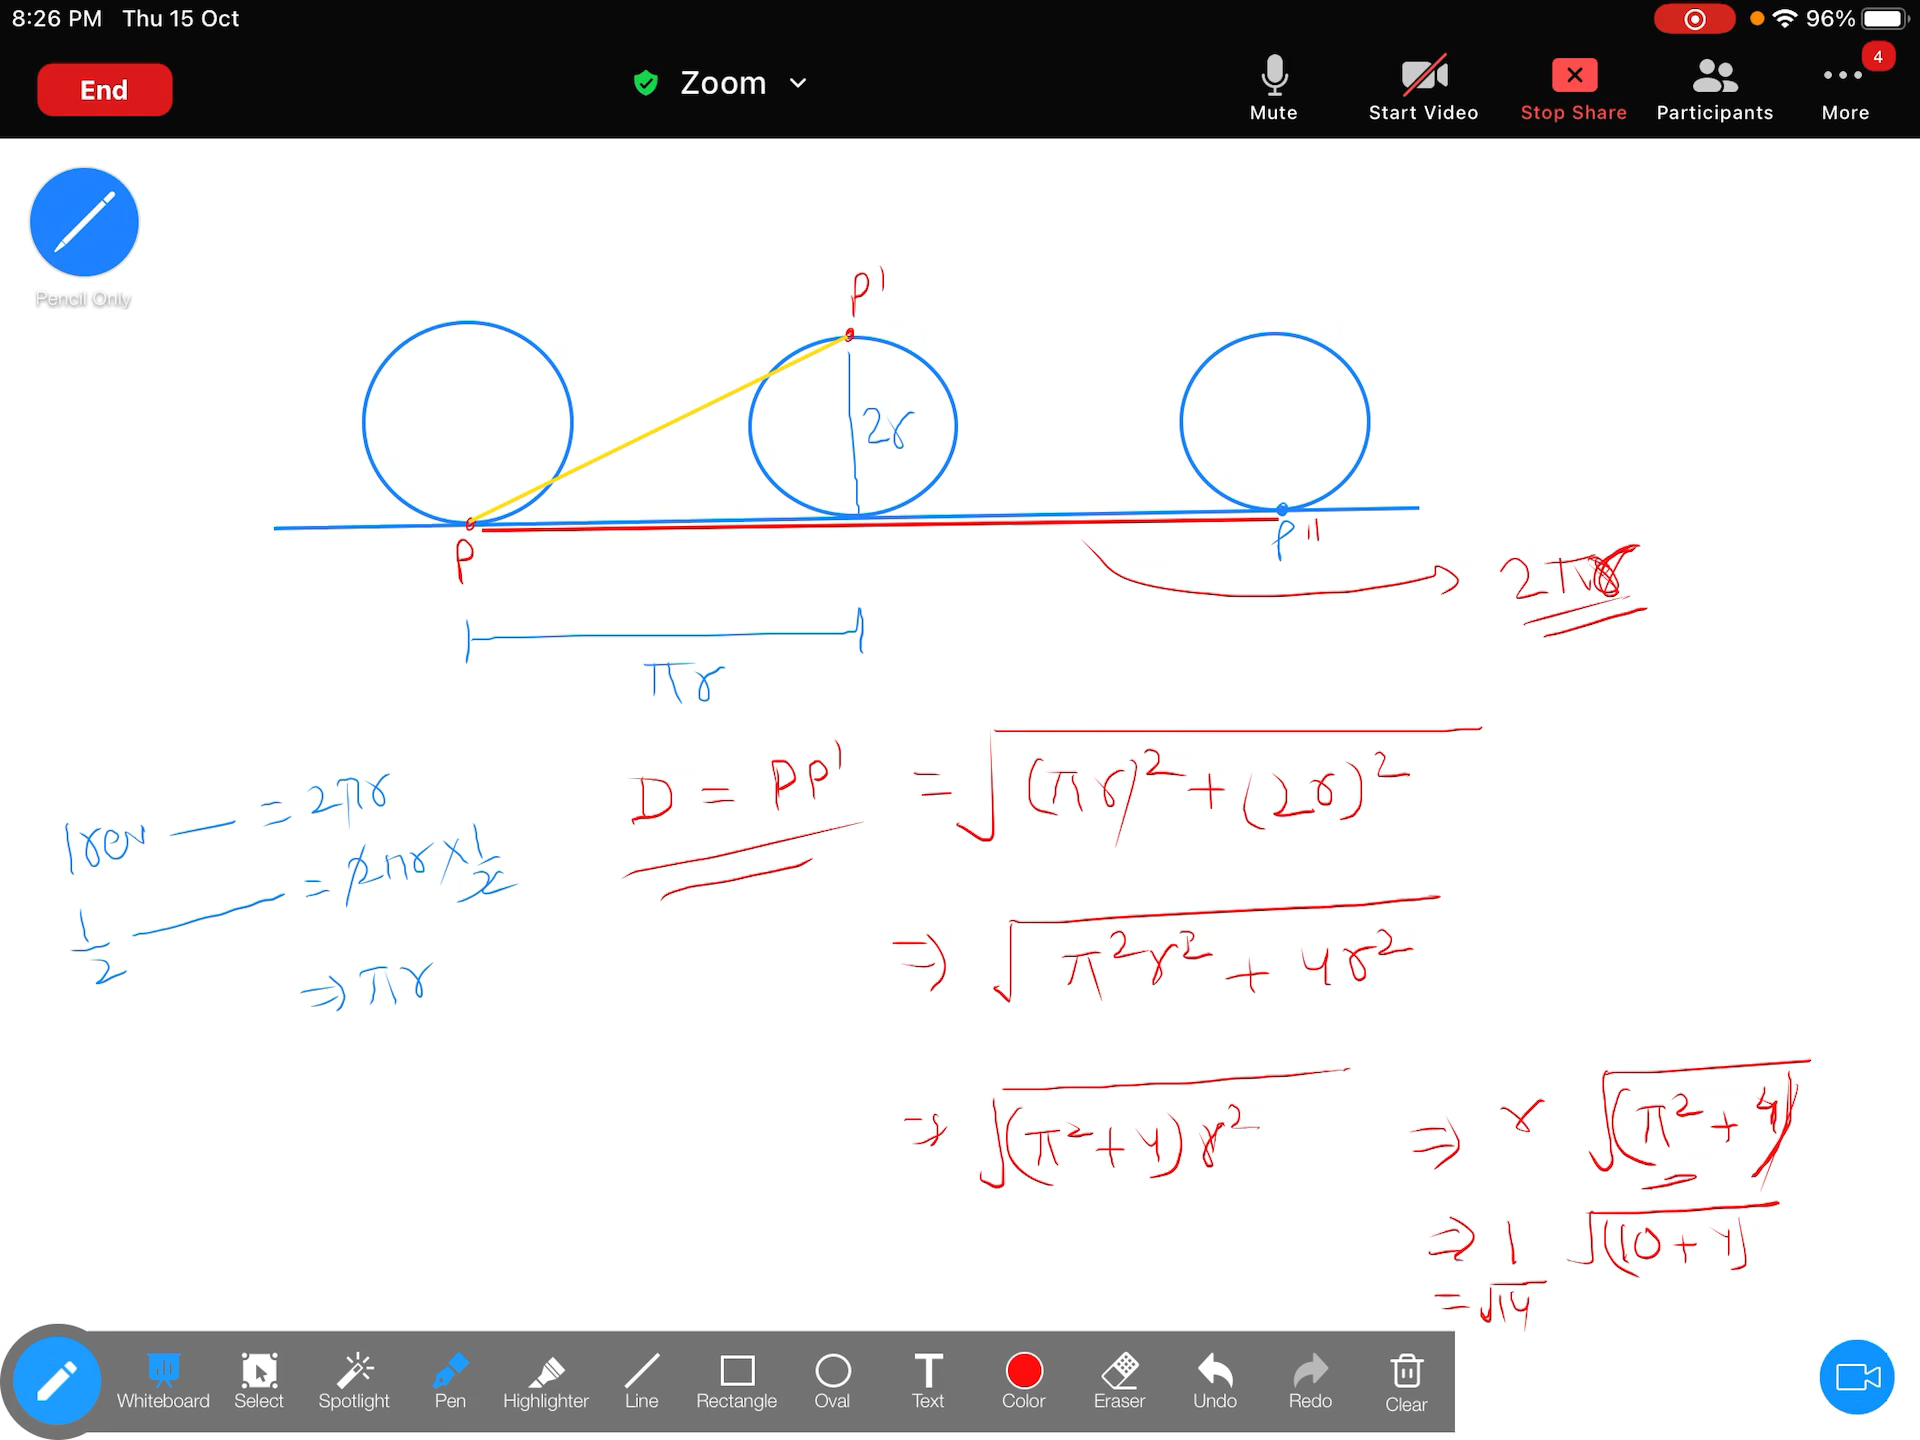 8:26 PM Thu 15 Oct
96%
End
Zoom
Mute
Start Video
Stop Share
Participants
More
4
Pencil Only
P'
2r
P
P''
2πr
πr
1 rev — = 2πr
1/2 — = 2πr × 1/2
⇒ πr
D = PP' = √((πr)² + (2r)²)
⇒ √(π²r² + 4r²)
⇒ √((π² + 4) r²) ⇒ r √((π² + 4))
⇒ 1 √((10 + 4))
= √14
Whiteboard
Select
Spotlight
Pen
Highlighter
Line
Rectangle
Oval
T
Text
Color
Eraser
Undo
Redo
Clear